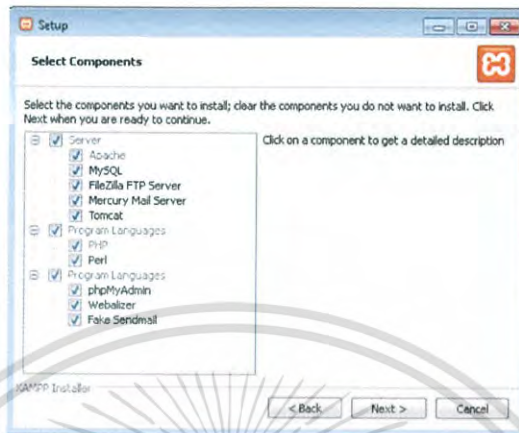 Setup
Select Components
Select the components you want to install; clear the components you do not want to install. Click
Next when you are ready to continue.
Server
Apache
MySQL
FileZilla FTP Server
Mercury Mail Server
Tomcat
Program Languages
PHP
Perl
Program Languages
phpMyAdmin
Webalizer
Fake Sendmail
Click on a component to get a detailed description
XAMPP Installer
< Back
Next >
Cancel